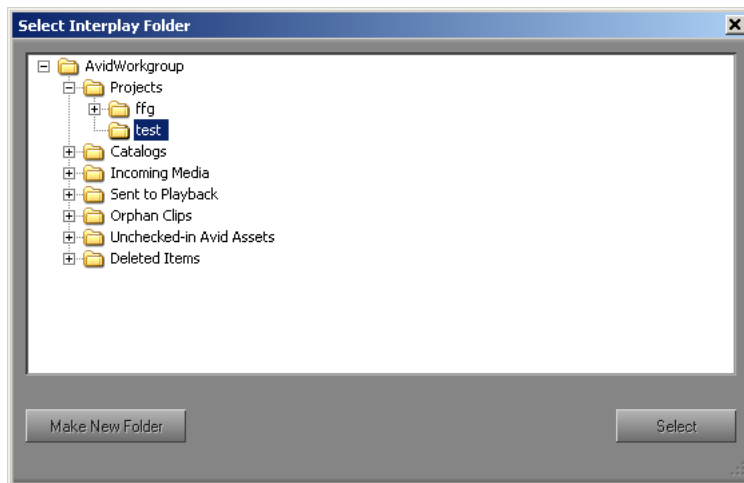 Select Interplay Folder
AvidWorkgroup
Projects
ffg
test
Catalogs
Incoming Media
Sent to Playback
Orphan Clips
Unchecked-in Avid Assets
Deleted Items
Make New Folder
Select